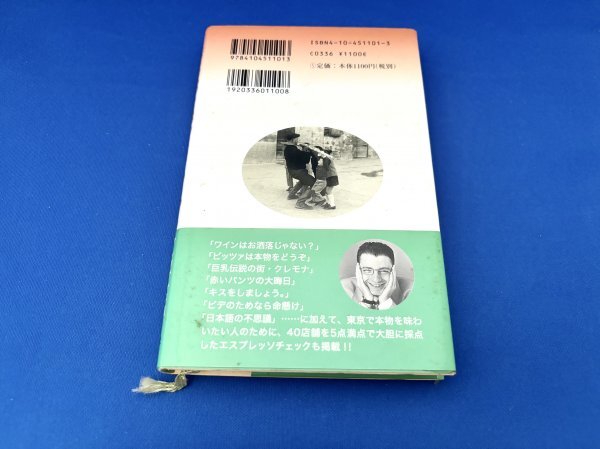 ISBN4-10-451101-3
C0336 ¥1100E
9784104511013
1920336011008
「ワインはお洒落じゃない？」
「ピッツァは本物をどうぞ」
「巨乳伝説の街・クレモナ」
「赤いパンツの大晦日」
「キスをしましょう。」
「ビデのためなら命懸け」
「日本語の不思議」……に加えて、東京で本物を味わ
いたい人のために、40店舗を5点満点で大胆に採点
したエスプレッソチェックも掲載!!
定価：本体1100円(税別)